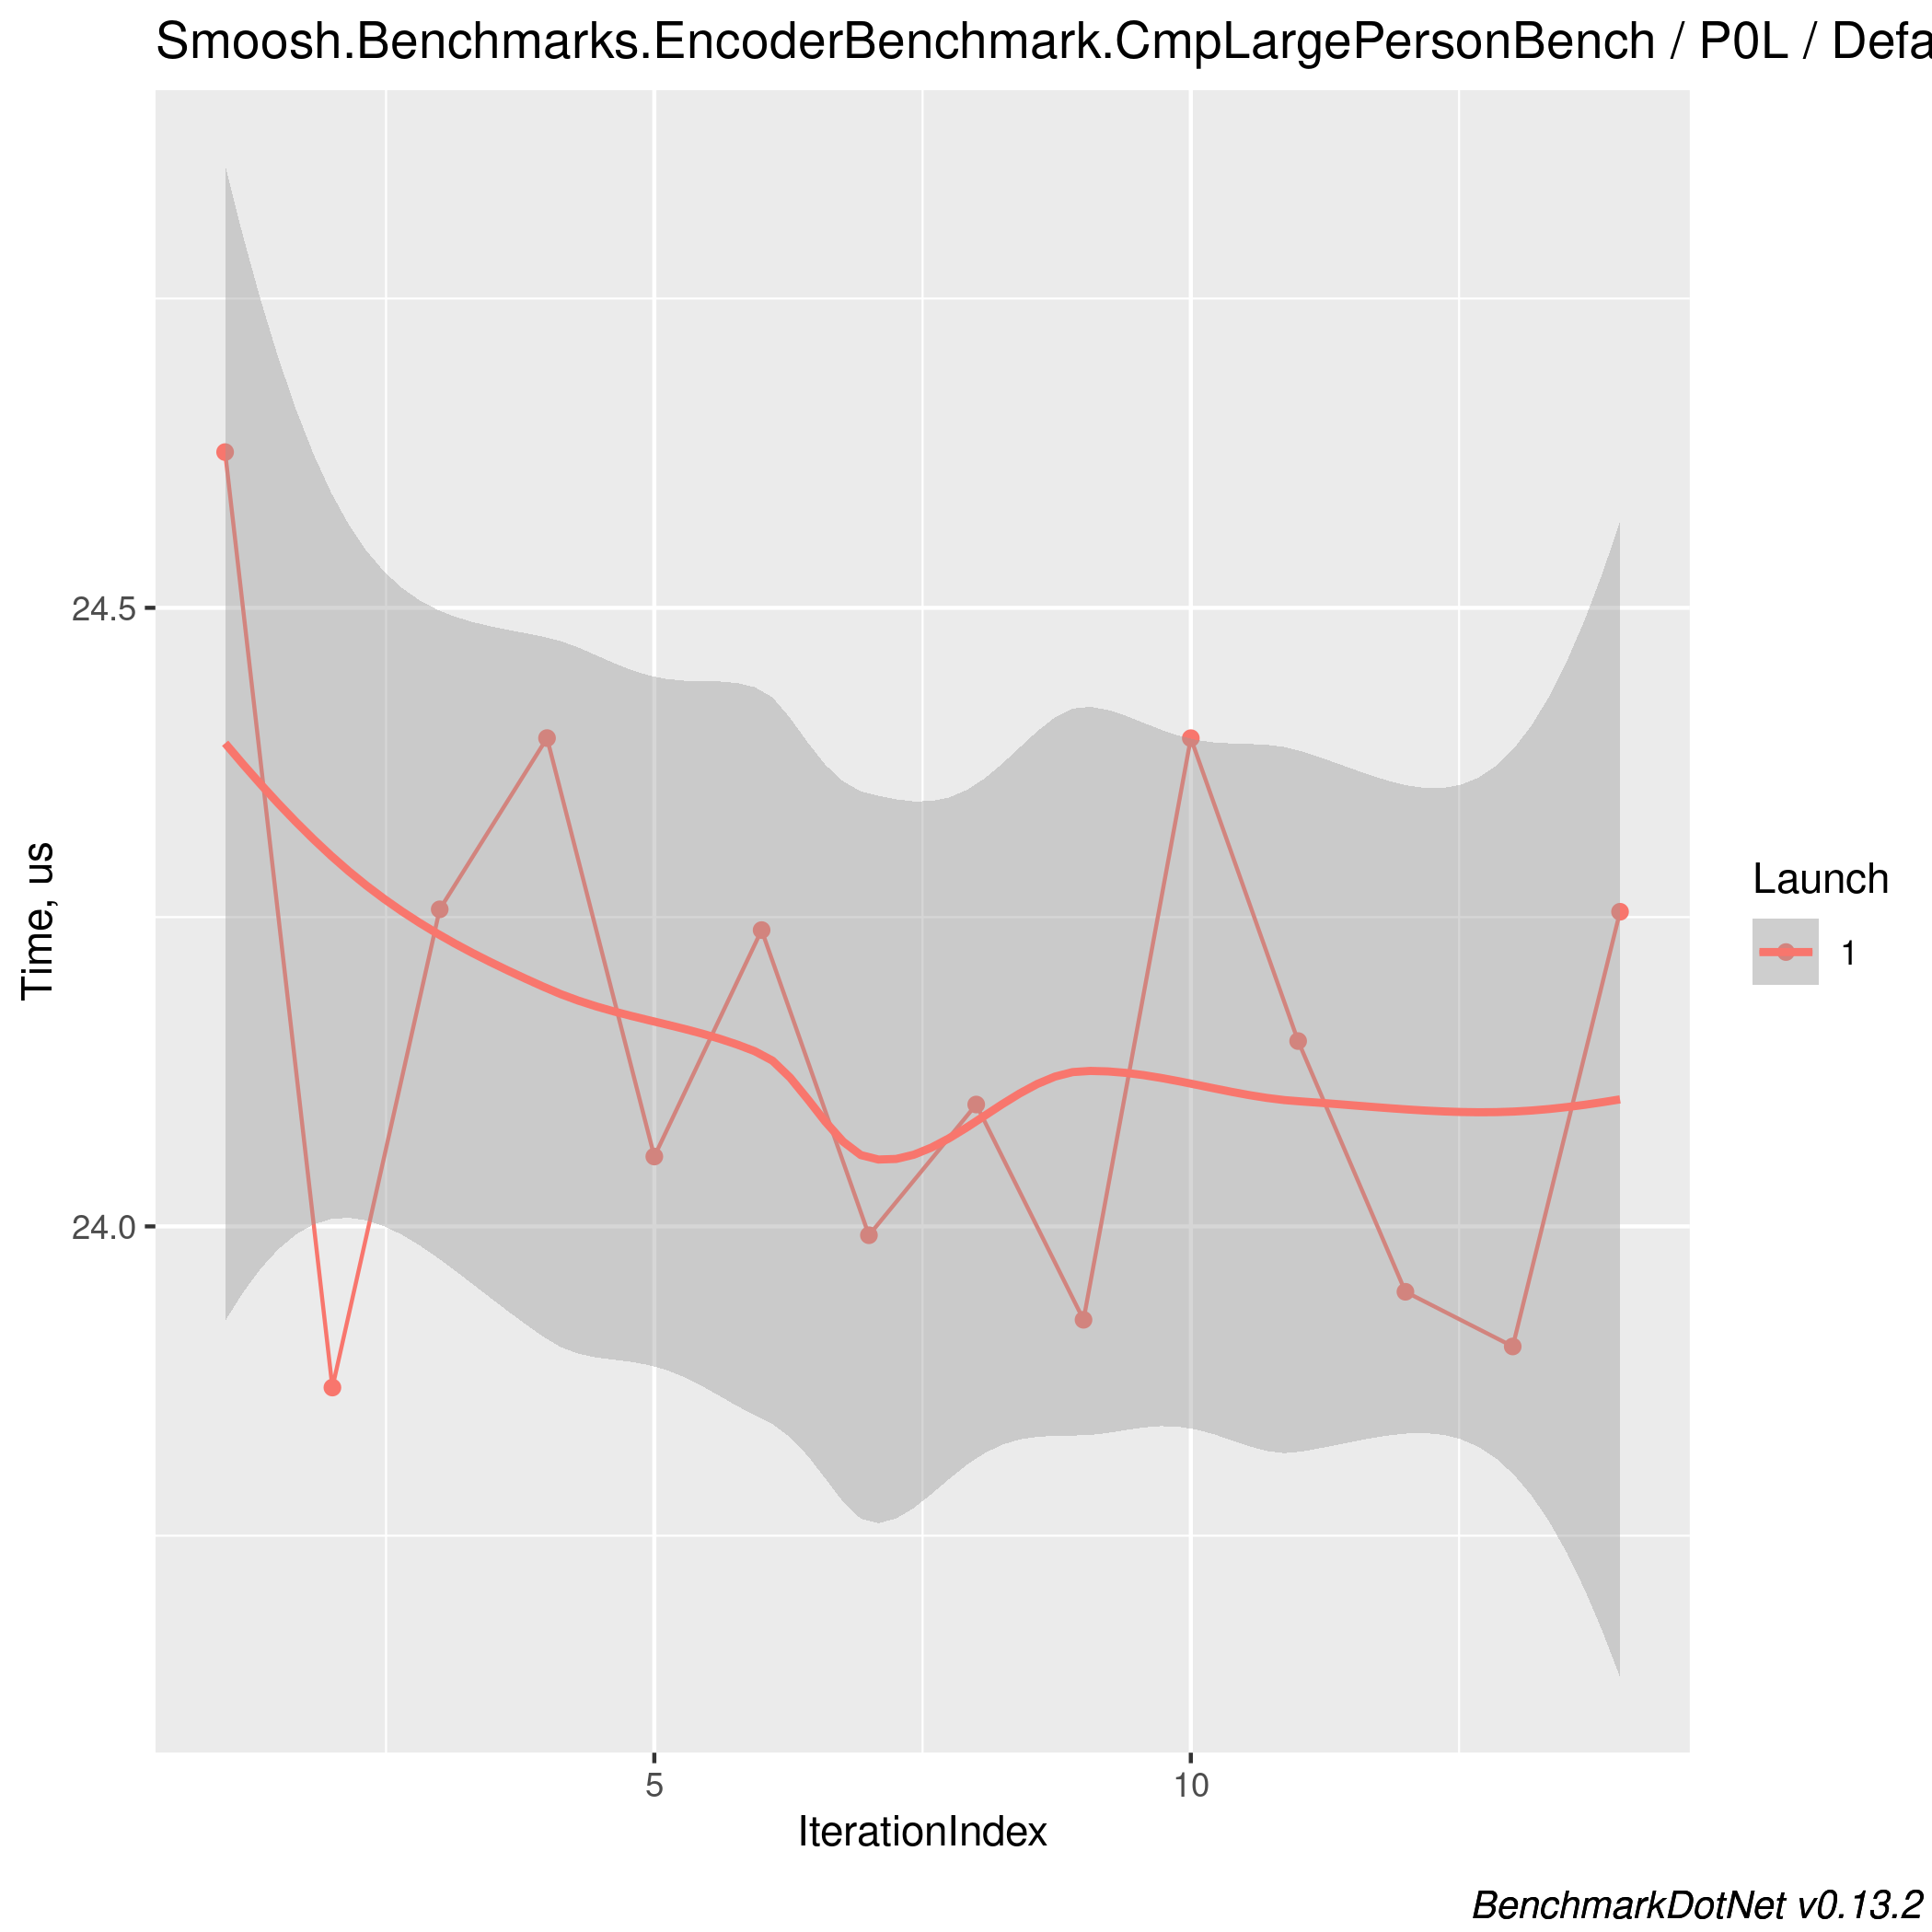 Smoosh.Benchmarks.EncoderBenchmark.CmpLargePersonBench / P0L / Defa
24.5
24.0
Time, us
Launch
1
5
10
IterationIndex
BenchmarkDotNet v0.13.2